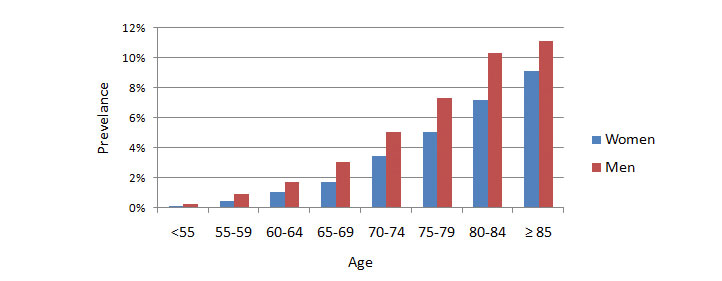 12%
10%
8%
6%
4%
2%
0%
Prevelance
<55 55-59 60-64 65-69 70-74 75-79 80-84 ≥ 85
Age
Women
Men